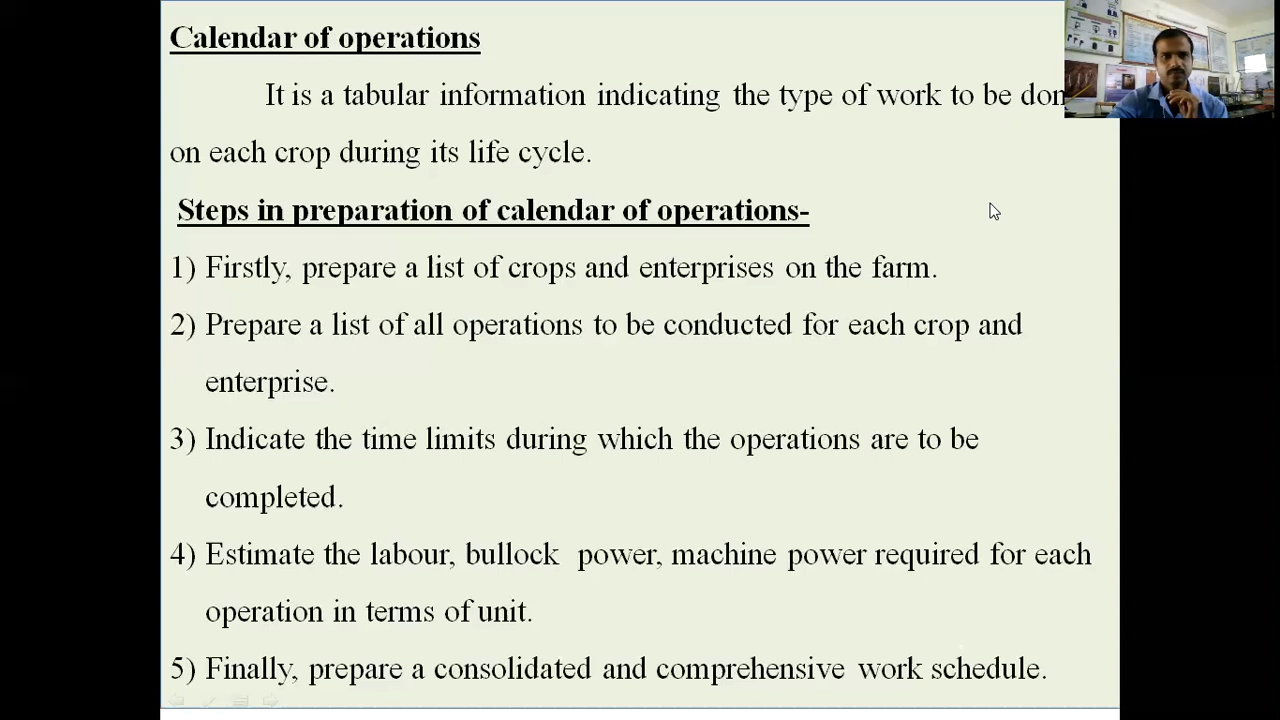 Calendar of operations
It is a tabular information indicating the type of work to be don
on each crop during its life cycle.
Steps in preparation of calendar of operations-
1) Firstly, prepare a list of crops and enterprises on the farm.
2) Prepare a list of all operations to be conducted for each crop and
enterprise.
3) Indicate the time limits during which the operations are to be
completed.
4) Estimate the labour, bullock power, machine power required for each
operation in terms of unit.
5) Finally, prepare a consolidated and comprehensive work schedule.